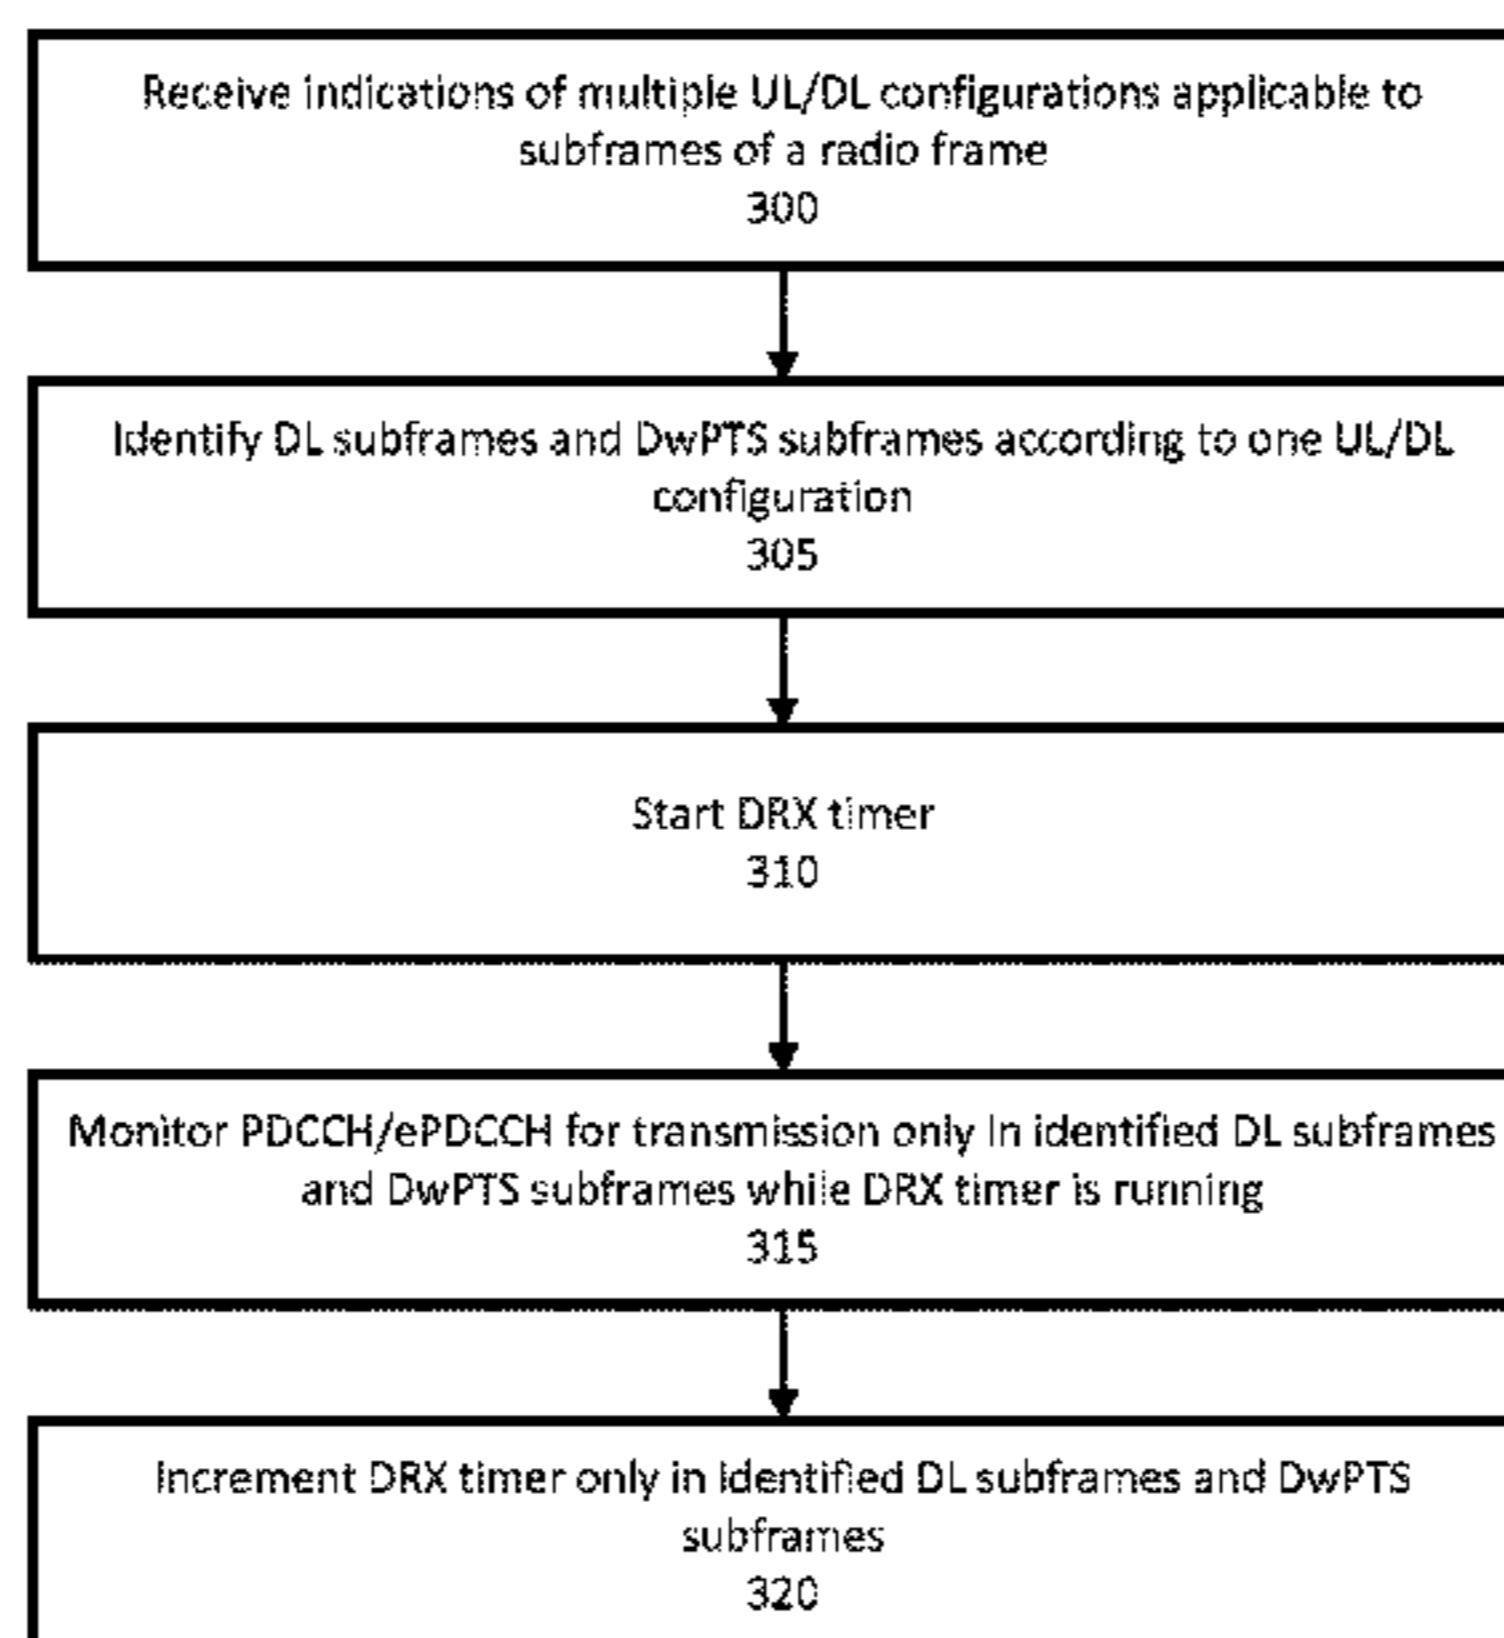 Receive indications of multiple UL/DL configurations applicable to
subframes of a radio frame
300
Identify DL subframes and DwPTS subframes according to one UL/DL
configuration
305
Start DRX timer
310
Monitor PDCCH/ePDCCH for transmission only in identified DL subframes
and DwPTS subframes while DRX timer is running
315
Increment DRX timer only in identified DL subframes and DwPTS
subframes
320